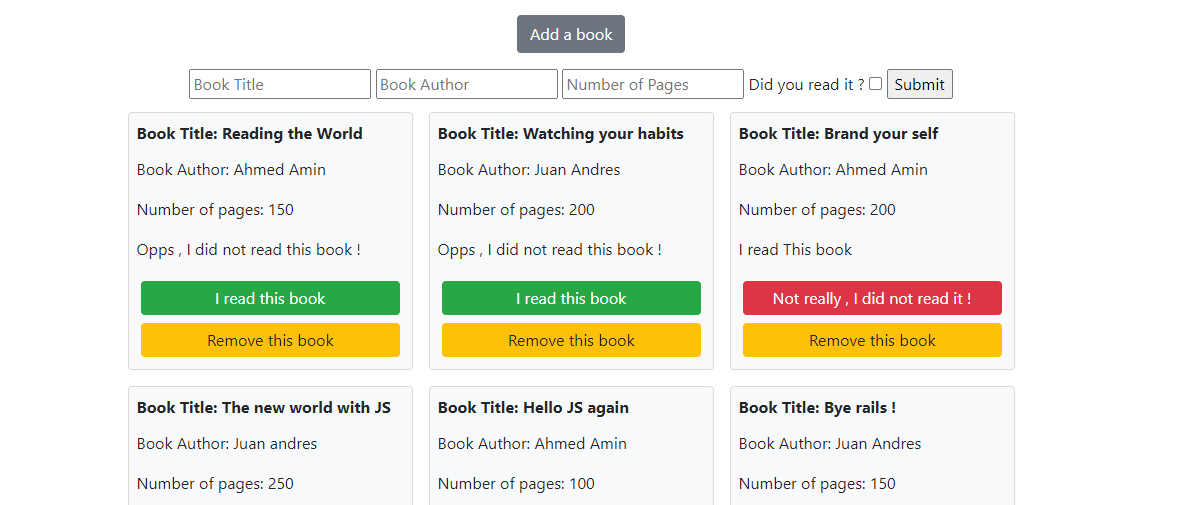 Add a book
Book Title Book Author Number of Pages Did you read it ? Submit
Book Title: Reading the World
Book Author: Ahmed Amin
Number of pages: 150
Opps , I did not read this book !
I read this book
Remove this book
Book Title: Watching your habits
Book Author: Juan Andres
Number of pages: 200
Opps , I did not read this book !
I read this book
Remove this book
Book Title: Brand your self
Book Author: Ahmed Amin
Number of pages: 200
I read This book
Not really , I did not read it !
Remove this book
Book Title: The new world with JS
Book Author: Juan andres
Number of pages: 250
Book Title: Hello JS again
Book Author: Ahmed Amin
Number of pages: 100
Book Title: Bye rails !
Book Author: Juan Andres
Number of pages: 150